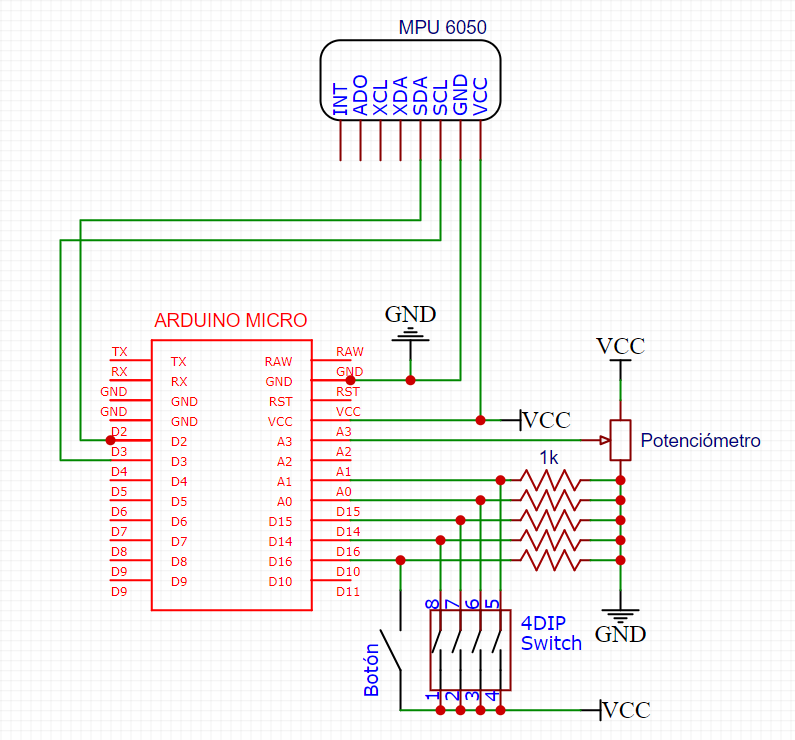 MPU 6050
INT ADO XCL XDA SDA SCL GND VCC
GND
ARDUINO MICRO
VCC
TX TX RAW RAW
RX RX GND GND
GND GND RST RST
GND GND VCC VCC
VCC
D2 D2 A3 A3
Potenciómetro
D3 D3 A2 A2
D4 D4 A1 A1
1k
D5 D5 A0 A0
D6 D6 D15 D15
D7 D7 D14 D14
D8 D8 D16 D16
D9 D9 D10 D10
D9 D11
8 7 6 5
4DIP
Switch
GND
Botón
1 2 3 4
VCC